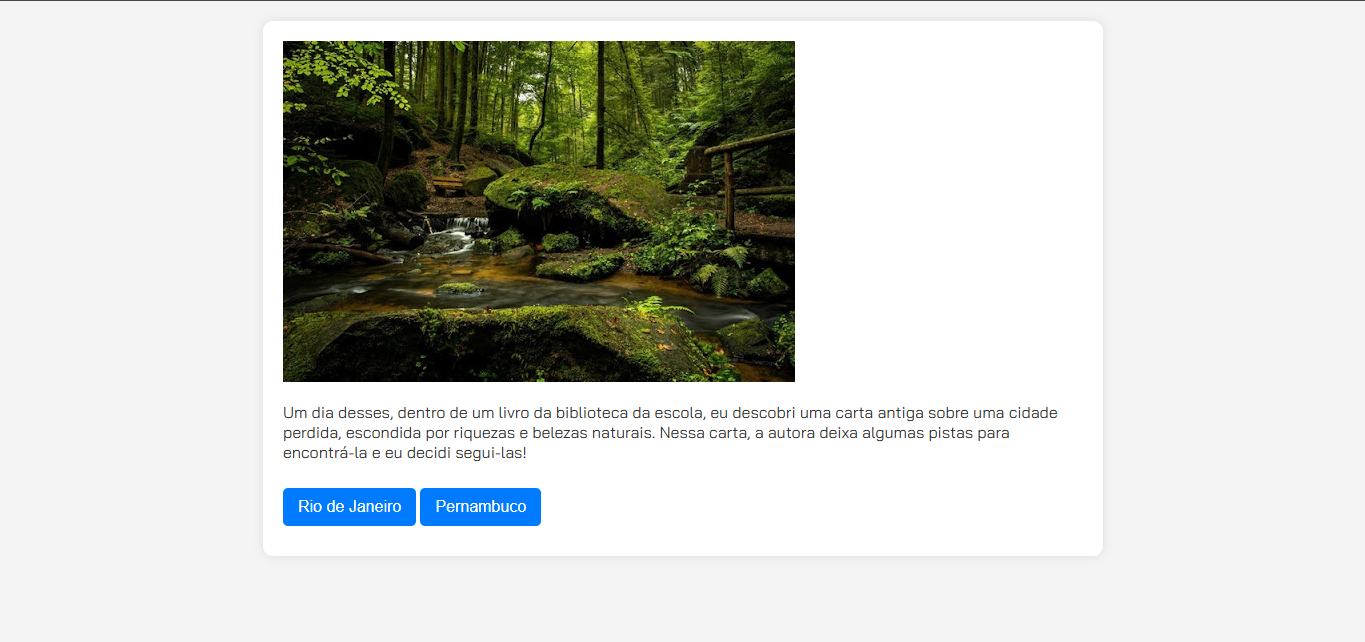 Um dia desses, dentro de um livro da biblioteca da escola, eu descobri uma carta antiga sobre uma cidade
perdida, escondida por riquezas e belezas naturais. Nessa carta, a autora deixa algumas pistas para
encontrá-la e eu decidi segui-las!
Rio de Janeiro Pernambuco